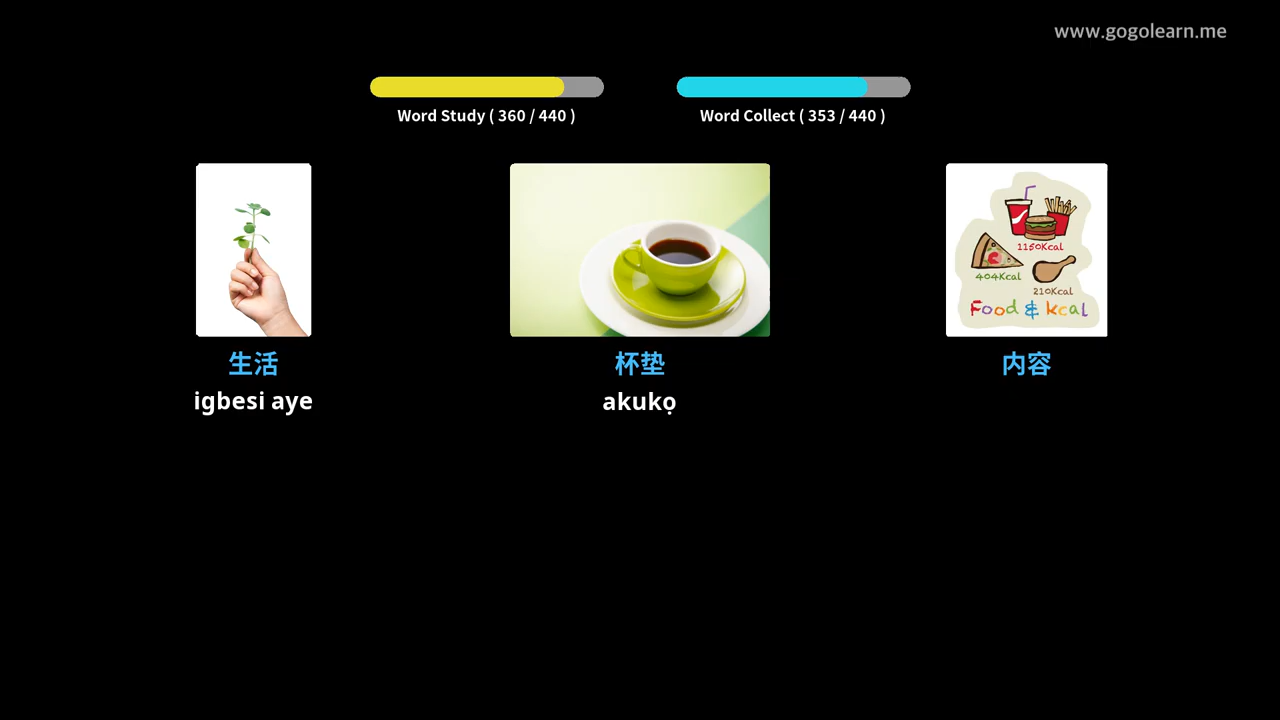 www.gogolearn.me
Word Study ( 360 / 440 )
Word Collect ( 353 / 440 )
1150Kcal
404Kcal
210Kcal
Food & kcal
生活
杯垫
内容
igbesi aye
akukọ